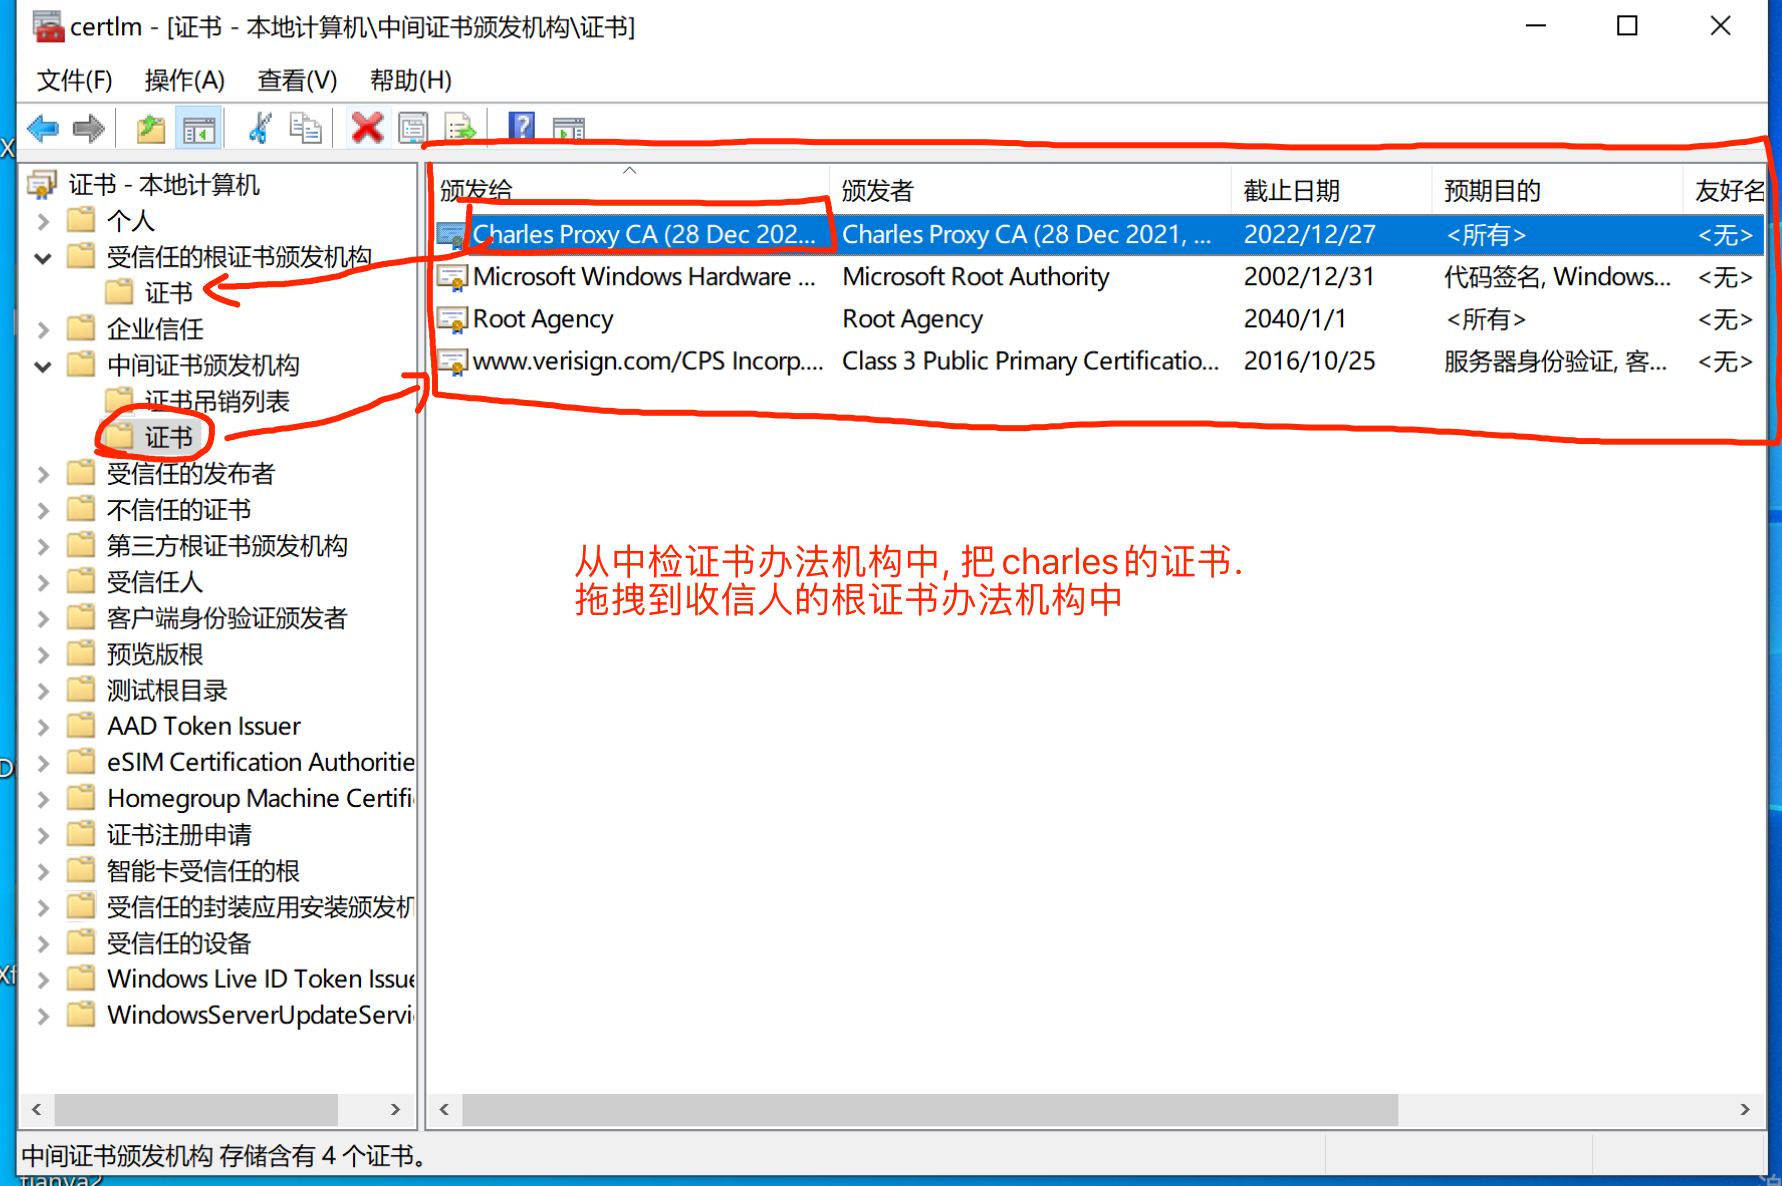 certlm - [证书 - 本地计算机\中间证书颁发机构\证书]
文件(F) 操作(A) 查看(V) 帮助(H)
证书 - 本地计算机
个人
受信任的根证书颁发机构
证书
企业信任
中间证书颁发机构
证书吊销列表
证书
受信任的发布者
不信任的证书
第三方根证书颁发机构
受信任人
客户端身份验证颁发者
预览版根
测试根目录
AAD Token Issuer
eSIM Certification Authoritie
Homegroup Machine Certifi
证书注册申请
智能卡受信任的根
受信任的封装应用安装颁发机
受信任的设备
Windows Live ID Token Issue
WindowsServerUpdateServi
颁发给 颁发者 截止日期 预期目的 友好名
Charles Proxy CA (28 Dec 202... Charles Proxy CA (28 Dec 2021, ... 2022/12/27 <所有> <无>
Microsoft Windows Hardware ... Microsoft Root Authority 2002/12/31 代码签名, Windows... <无>
Root Agency Root Agency 2040/1/1 <所有> <无>
www.verisign.com/CPS Incorp.... Class 3 Public Primary Certificatio... 2016/10/25 服务器身份验证, 客... <无>
从中检证书办法机构中, 把charles的证书.
拖拽到收信人的根证书办法机构中
中间证书颁发机构 存储含有 4 个证书。